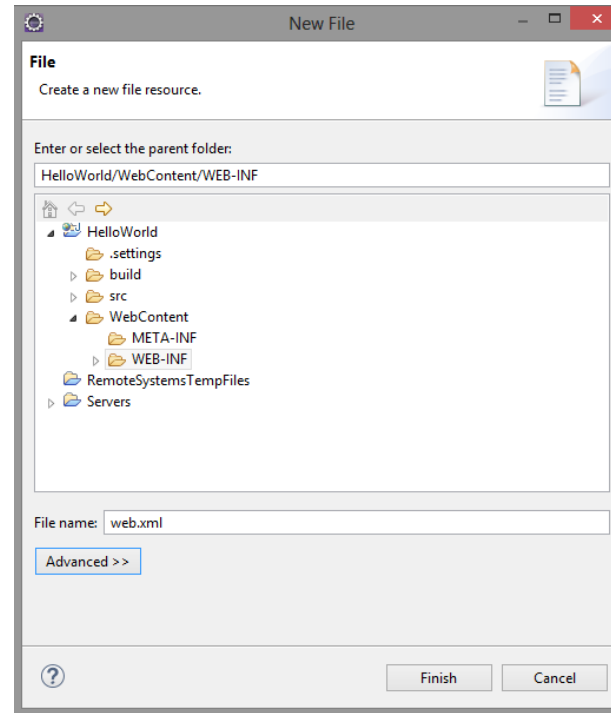 New File
File
Create a new file resource.
Enter or select the parent folder:
HelloWorld/WebContent/WEB-INF
HelloWorld
.settings
build
src
WebContent
META-INF
WEB-INF
RemoteSystemsTempFiles
Servers
File name: web.xml
Advanced >>
? Finish Cancel